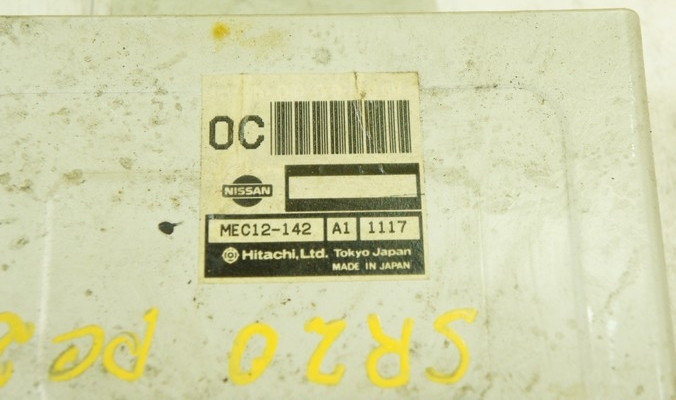 OC
NISSAN
MEC12-142 A1 1117
Hitachi, Ltd. Tokyo Japan
MADE IN JAPAN
SR20